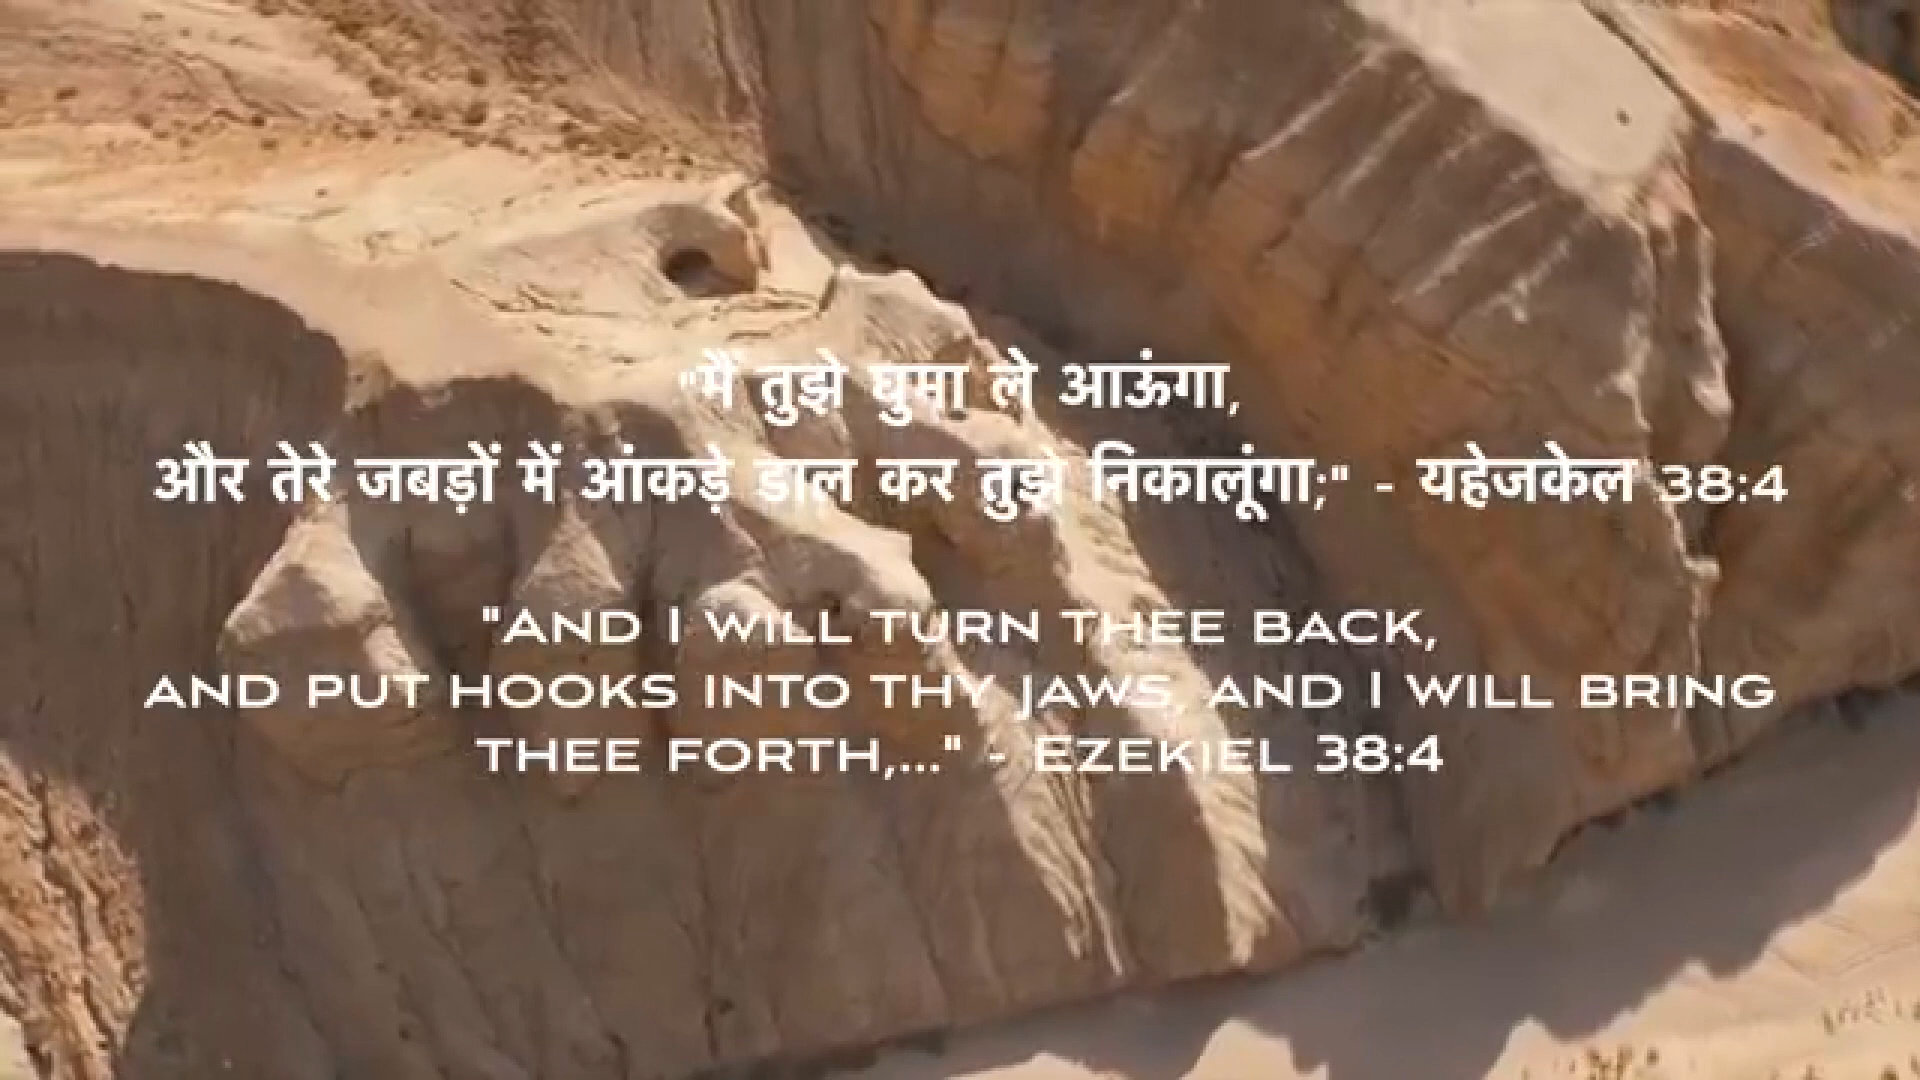 "मैं तुझे घुमा ले आऊंगा,
और तेरे जबड़ों में आंकड़े डाल कर तुझे निकालूंगा;" - यहेजकेल 38:4
"And I will turn thee back,
and put hooks into thy jaws, and I will bring
thee forth,..." - Ezekiel 38:4